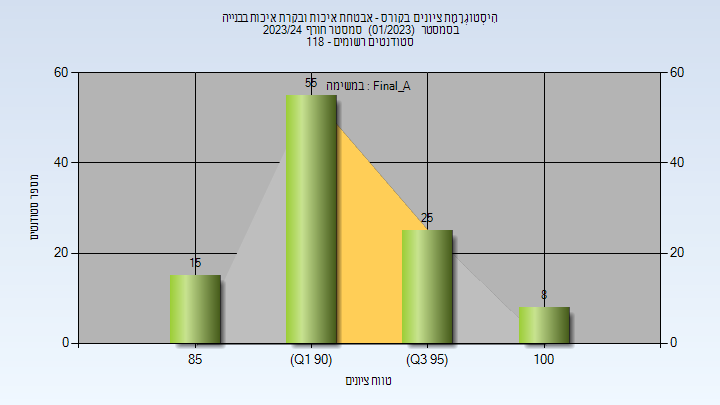 היסטוגרמת ציונים בקורס - אבטחת איכות ובקרת איכות בבנייה
בסמסטר (01/2023) סמסטר חורף 2023/24
סטודנטים רשומים - 118
במשימה : Final_A
60
60
55
40
40
מספר סטודנטים
25
20
20
15
8
0
0
85
(Q1 90)
(Q3 95)
100
טווח ציונים